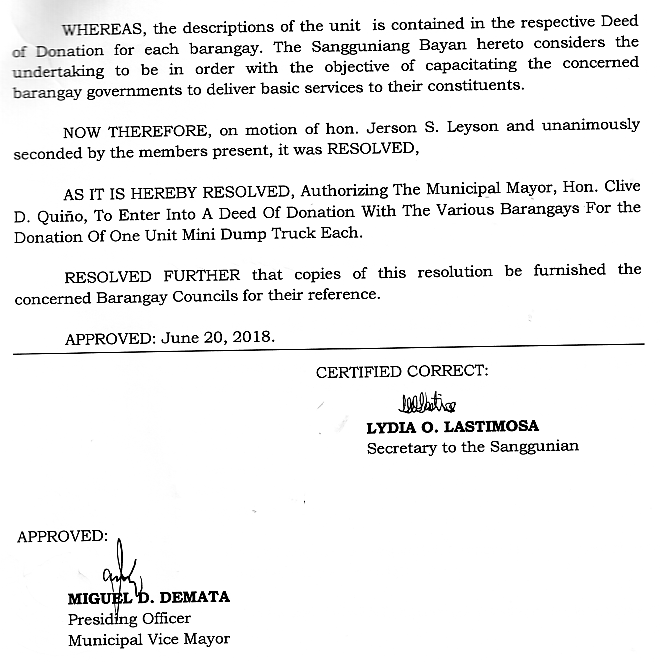 WHEREAS, the descriptions of the unit is contained in the respective Deed
of Donation for each barangay. The Sangguniang Bayan hereto considers the
undertaking to be in order with the objective of capacitating the concerned
barangay governments to deliver basic services to their constituents.
NOW THEREFORE, on motion of hon. Jerson S. Leyson and unanimously
seconded by the members present, it was RESOLVED,
AS IT IS HEREBY RESOLVED, Authorizing The Municipal Mayor, Hon. Clive
D. Quiño, To Enter Into A Deed Of Donation With The Various Barangays For the
Donation Of One Unit Mini Dump Truck Each.
RESOLVED FURTHER that copies of this resolution be furnished the
concerned Barangay Councils for their reference.
APPROVED: June 20, 2018.
CERTIFIED CORRECT:
LYDIA O. LASTIMOSA
Secretary to the Sanggunian
APPROVED:
MIGUEL D. DEMATA
Presiding Officer
Municipal Vice Mayor